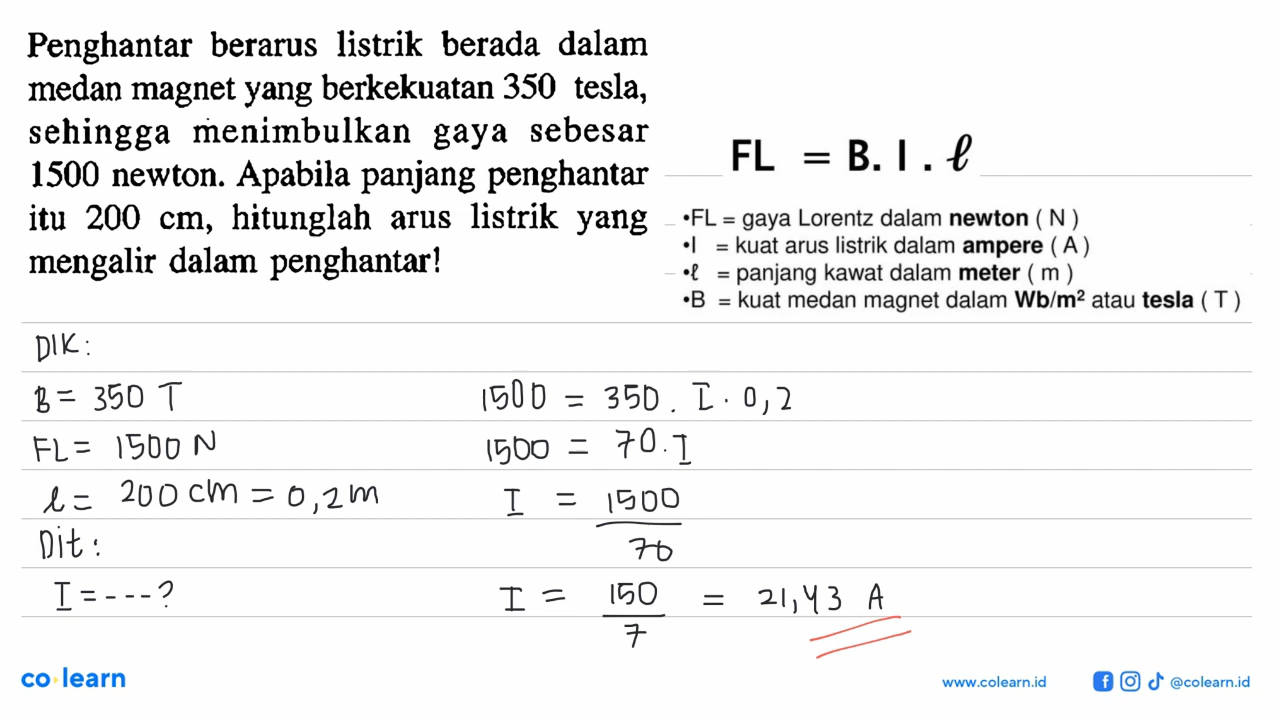 Penghantar berarus listrik berada dalam
medan magnet yang berkekuatan 350 tesla,
sehingga menimbulkan gaya sebesar
1500 newton. Apabila panjang penghantar
itu 200 cm, hitunglah arus listrik yang
mengalir dalam penghantar!
FL = B. I . ℓ
•FL = gaya Lorentz dalam newton ( N )
•I = kuat arus listrik dalam ampere ( A )
•ℓ = panjang kawat dalam meter ( m )
•B = kuat medan magnet dalam Wb/m² atau tesla ( T )
DIK:
B = 350 T
FL = 1500 N
ℓ = 200 cm = 0,2 m
Dit:
I = ---?
1500 = 350 . I . 0,2
1500 = 70 . I
I = 1500
70
I = 150 = 21,43 A
7
co learn
www.colearn.id
@colearn.id